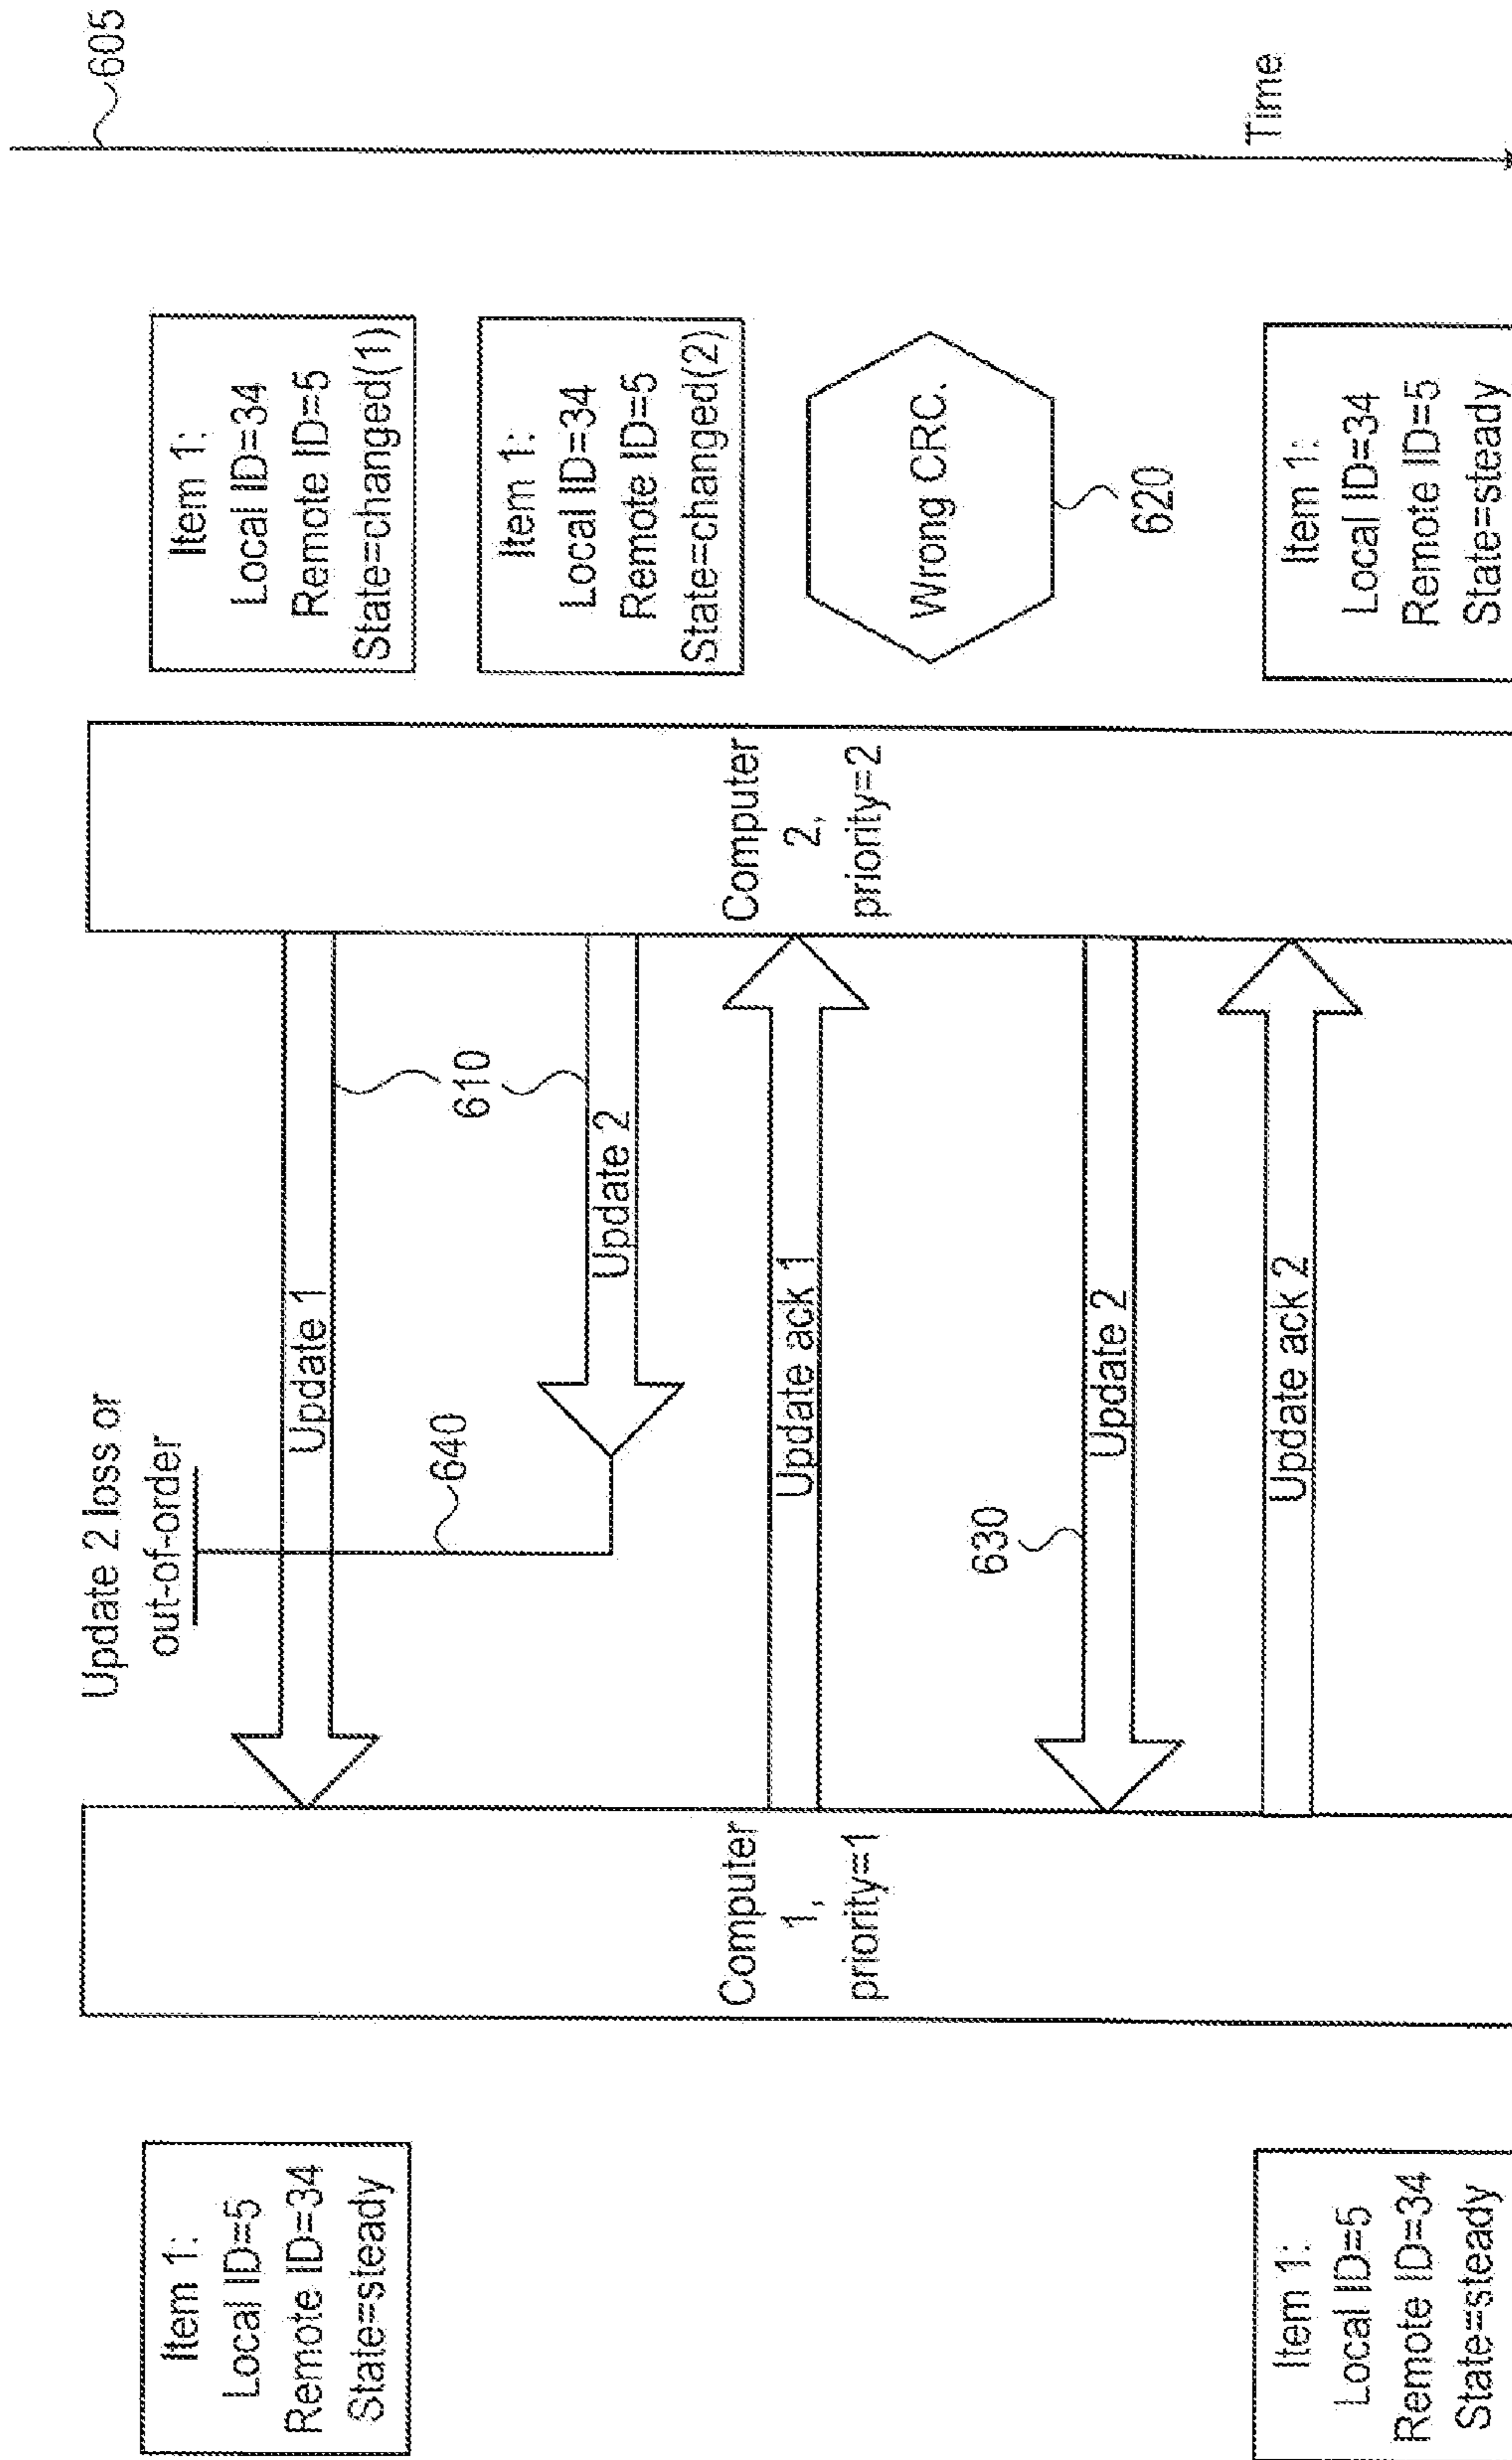 Item 1:
Local ID=5
Remote ID=34
State=steady
Update 2 loss or
out-of-order
Update 1
640
610
Update 2
Computer
1,
priority=1
Update ack 1
Computer
2,
priority=2
630
Update 2
Update ack 2
Item 1:
Local ID=5
Remote ID=34
State=steady
Item 1:
Local ID=34
Remote ID=5
State=changed(1)
Item 1:
Local ID=34
Remote ID=5
State=changed(2)
Wrong CRC.
620
Item 1:
Local ID=34
Remote ID=5
State=steady
605
Time